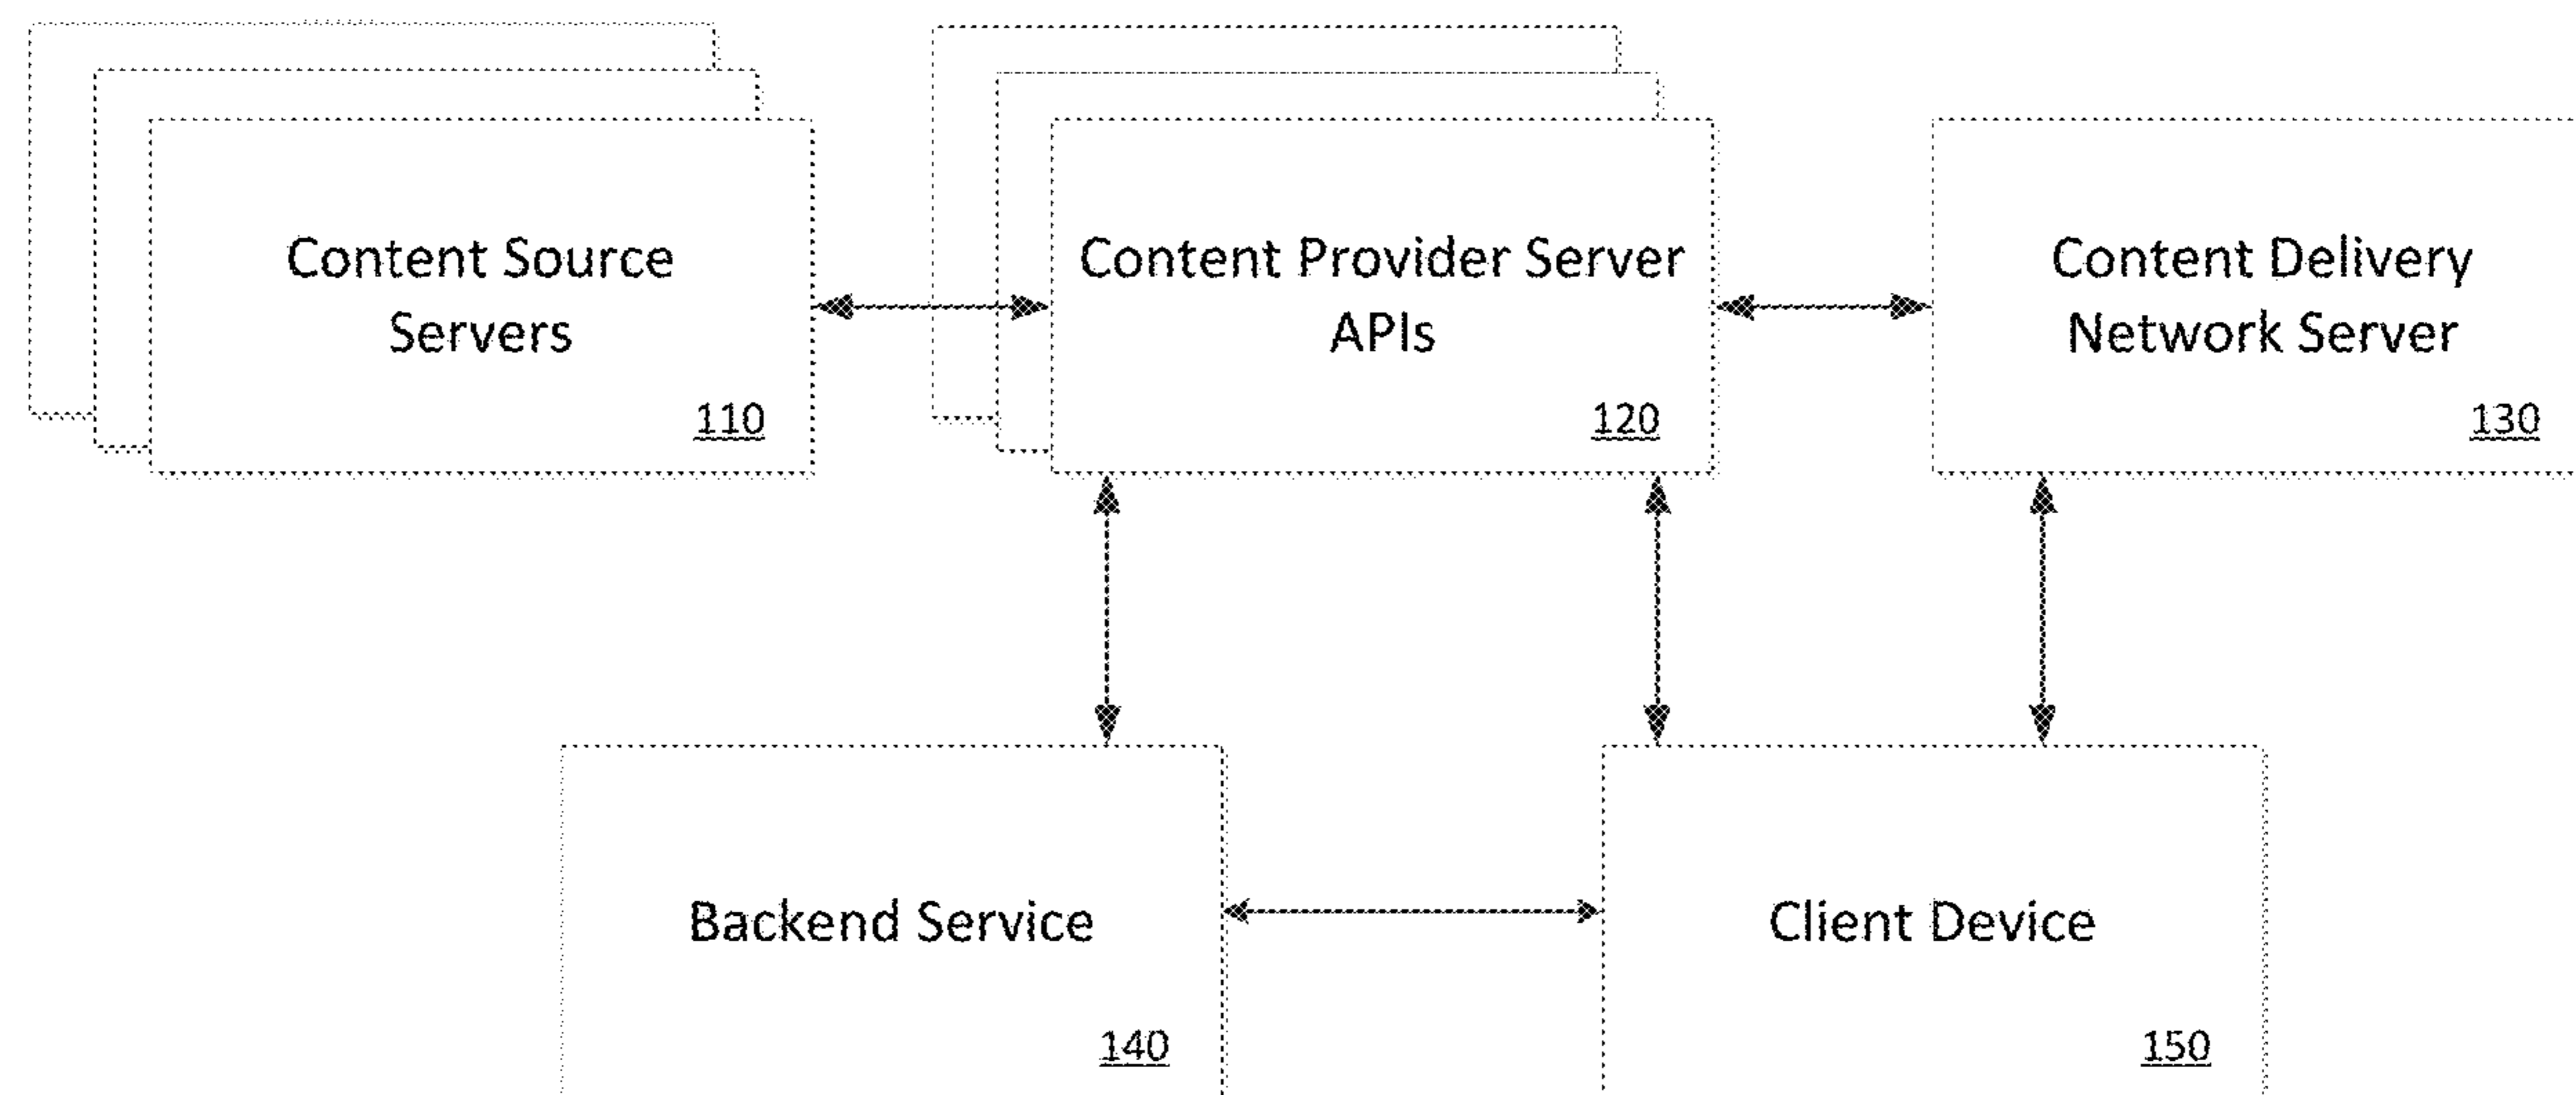 Content Source
Servers
110
Content Provider Server
APIs
120
Content Delivery
Network Server
130
Backend Service
140
Client Device
150